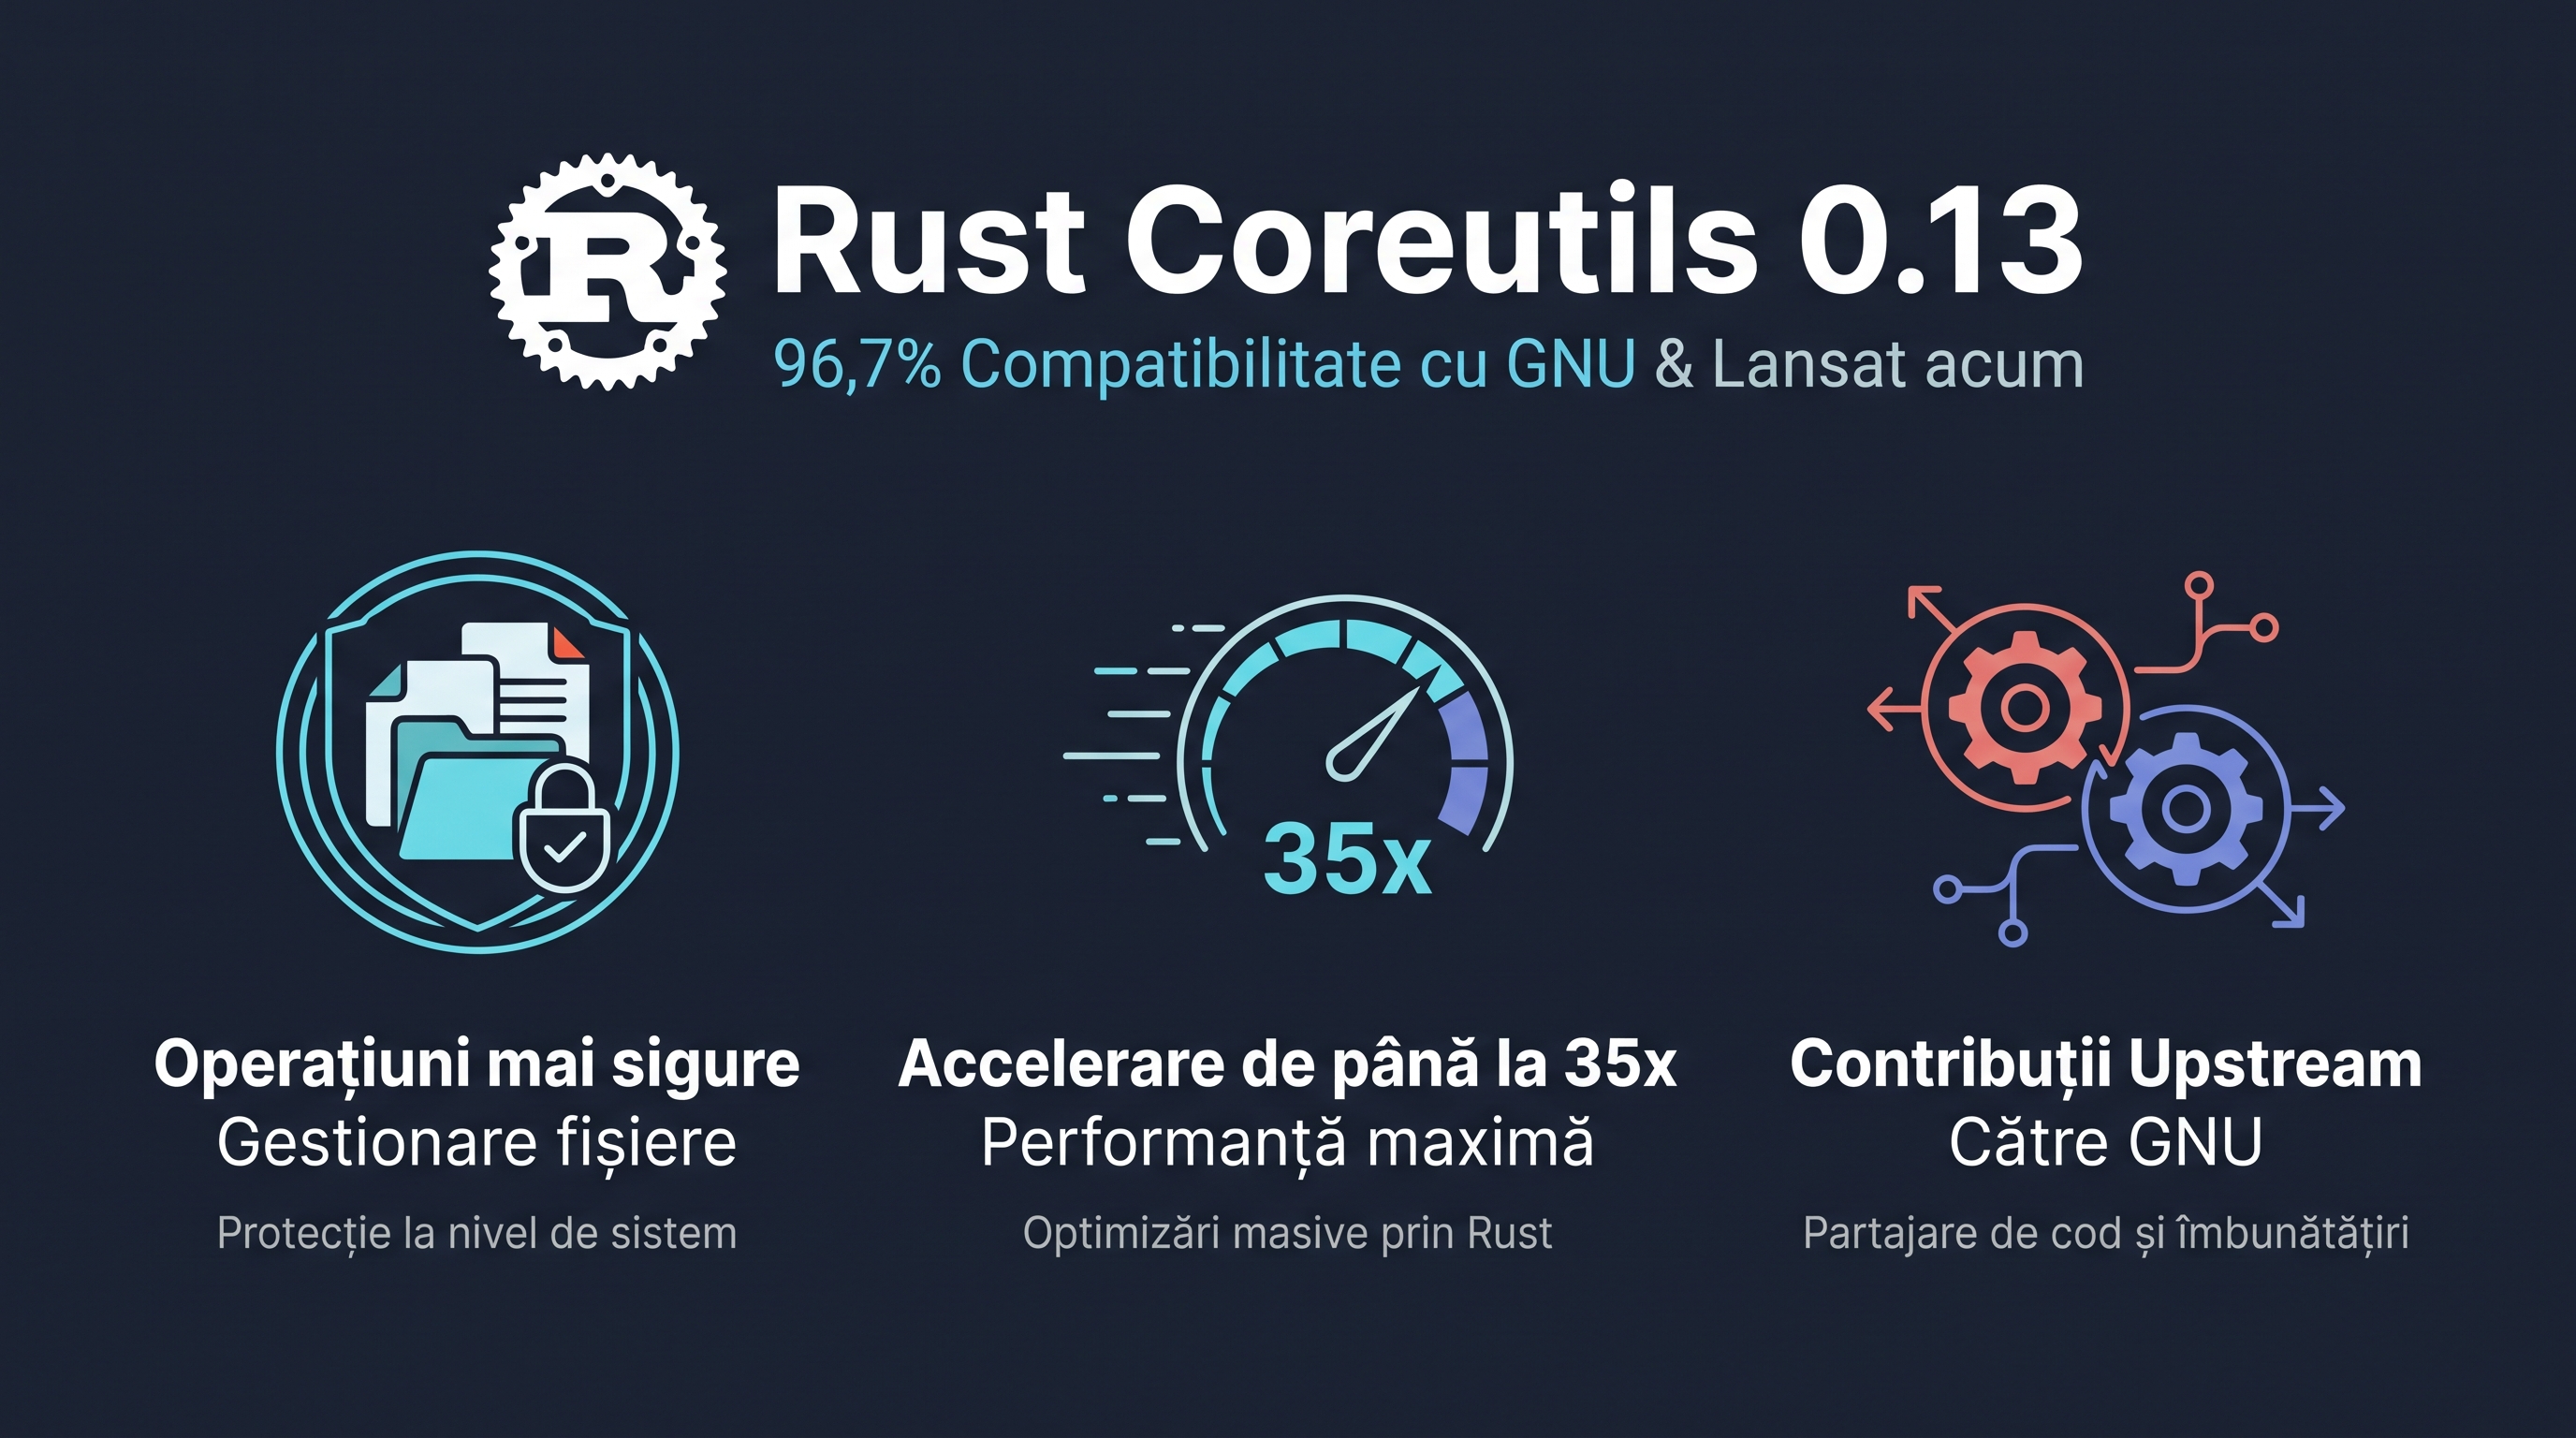 Rust Coreutils 0.13
96,7% Compatibilitate cu GNU & Lansat acum
35x
Operațiuni mai sigure
Gestionare fișiere
Protecție la nivel de sistem
Accelerare de până la 35x
Performanță maximă
Optimizări masive prin Rust
Contribuții Upstream
Către GNU
Partajare de cod și îmbunătățiri